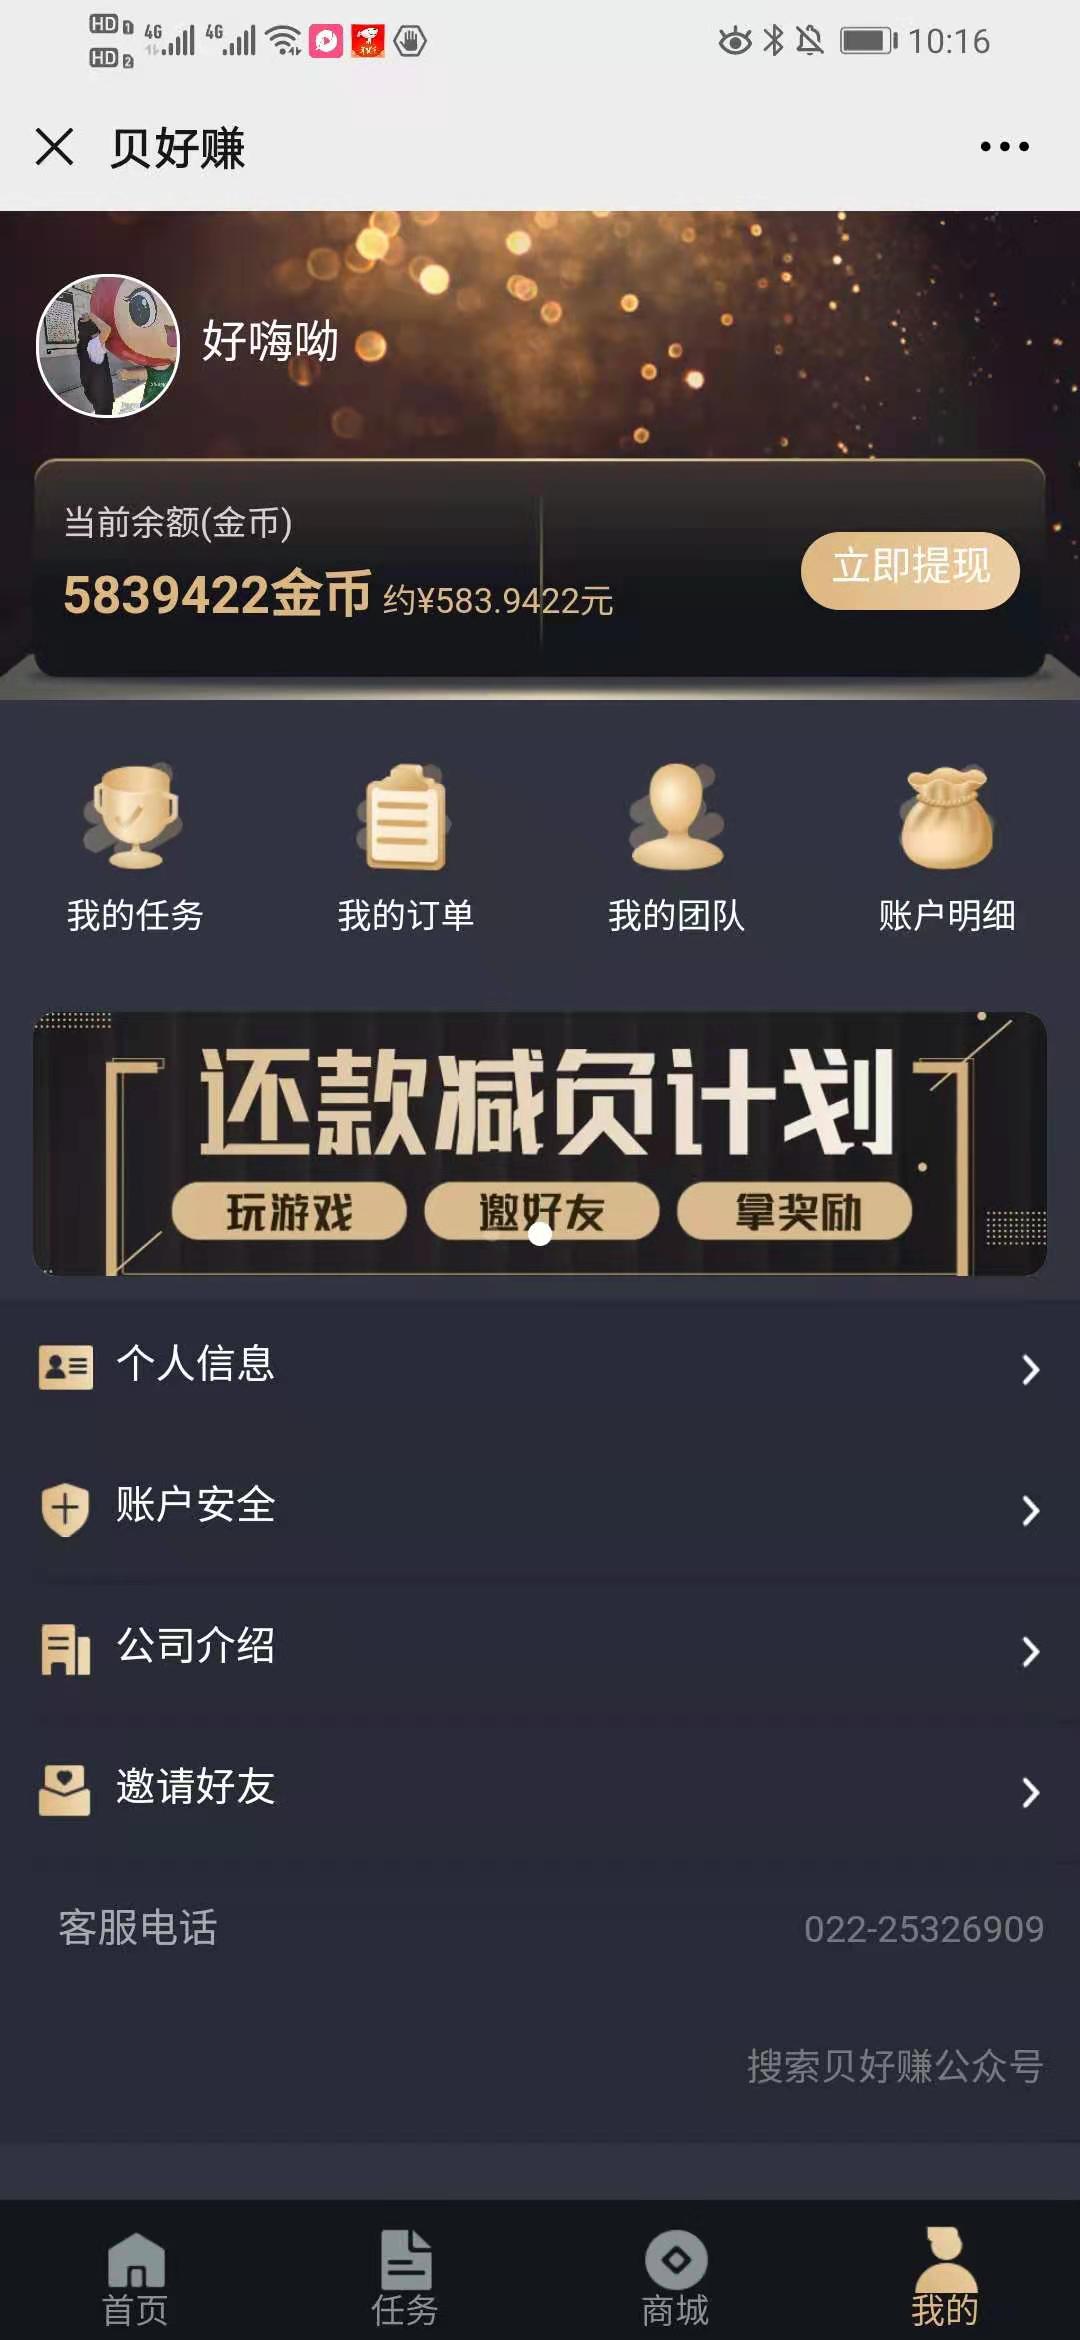 HD 1 4G 4G 10:16
HD 2
贝好赚
好嗨呦
当前余额(金币)
5839422金币 约¥583.9422元
立即提现
我的任务 我的订单 我的团队 账户明细
还款减负计划
玩游戏 邀好友 拿奖励
个人信息
账户安全
公司介绍
邀请好友
客服电话 022-25326909
搜索贝好赚公众号
首页 任务 商城 我的